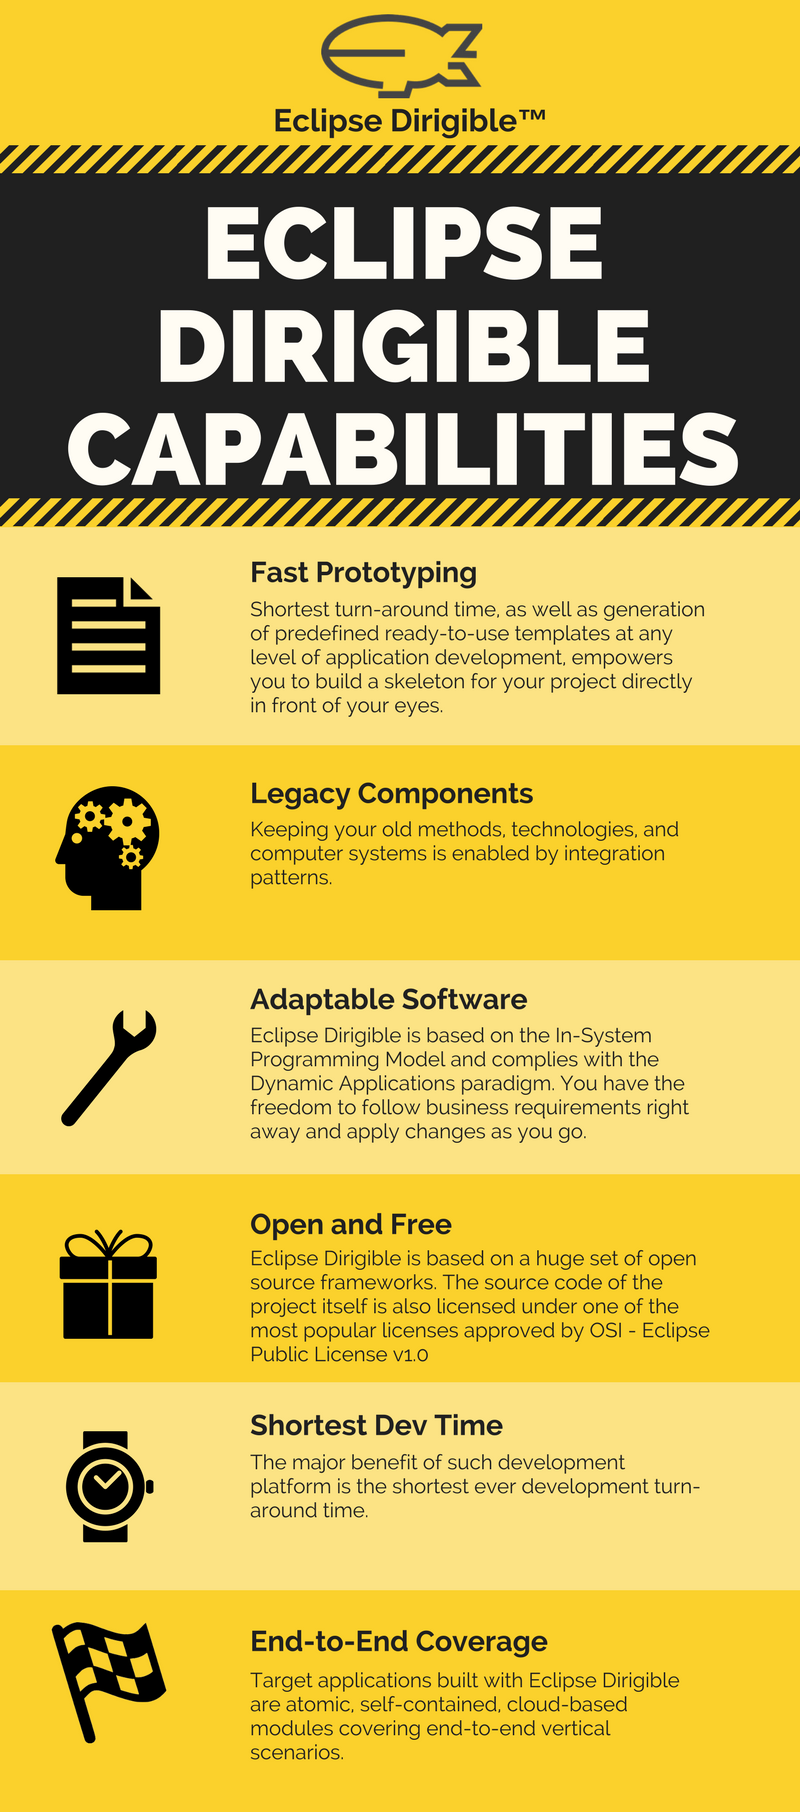 Eclipse Dirigible™
ECLIPSE
DIRIGIBLE
CAPABILITIES
Fast Prototyping
Shortest turn-around time, as well as generation
of predefined ready-to-use templates at any
level of application development, empowers
you to build a skeleton for your project directly
in front of your eyes.
Legacy Components
Keeping your old methods, technologies, and
computer systems is enabled by integration
patterns.
Adaptable Software
Eclipse Dirigible is based on the In-System
Programming Model and complies with the
Dynamic Applications paradigm. You have the
freedom to follow business requirements right
away and apply changes as you go.
Open and Free
Eclipse Dirigible is based on a huge set of open
source frameworks. The source code of the
project itself is also licensed under one of the
most popular licenses approved by OSI - Eclipse
Public License v1.0
Shortest Dev Time
The major benefit of such development
platform is the shortest ever development turn-
around time.
End-to-End Coverage
Target applications built with Eclipse Dirigible
are atomic, self-contained, cloud-based
modules covering end-to-end vertical
scenarios.